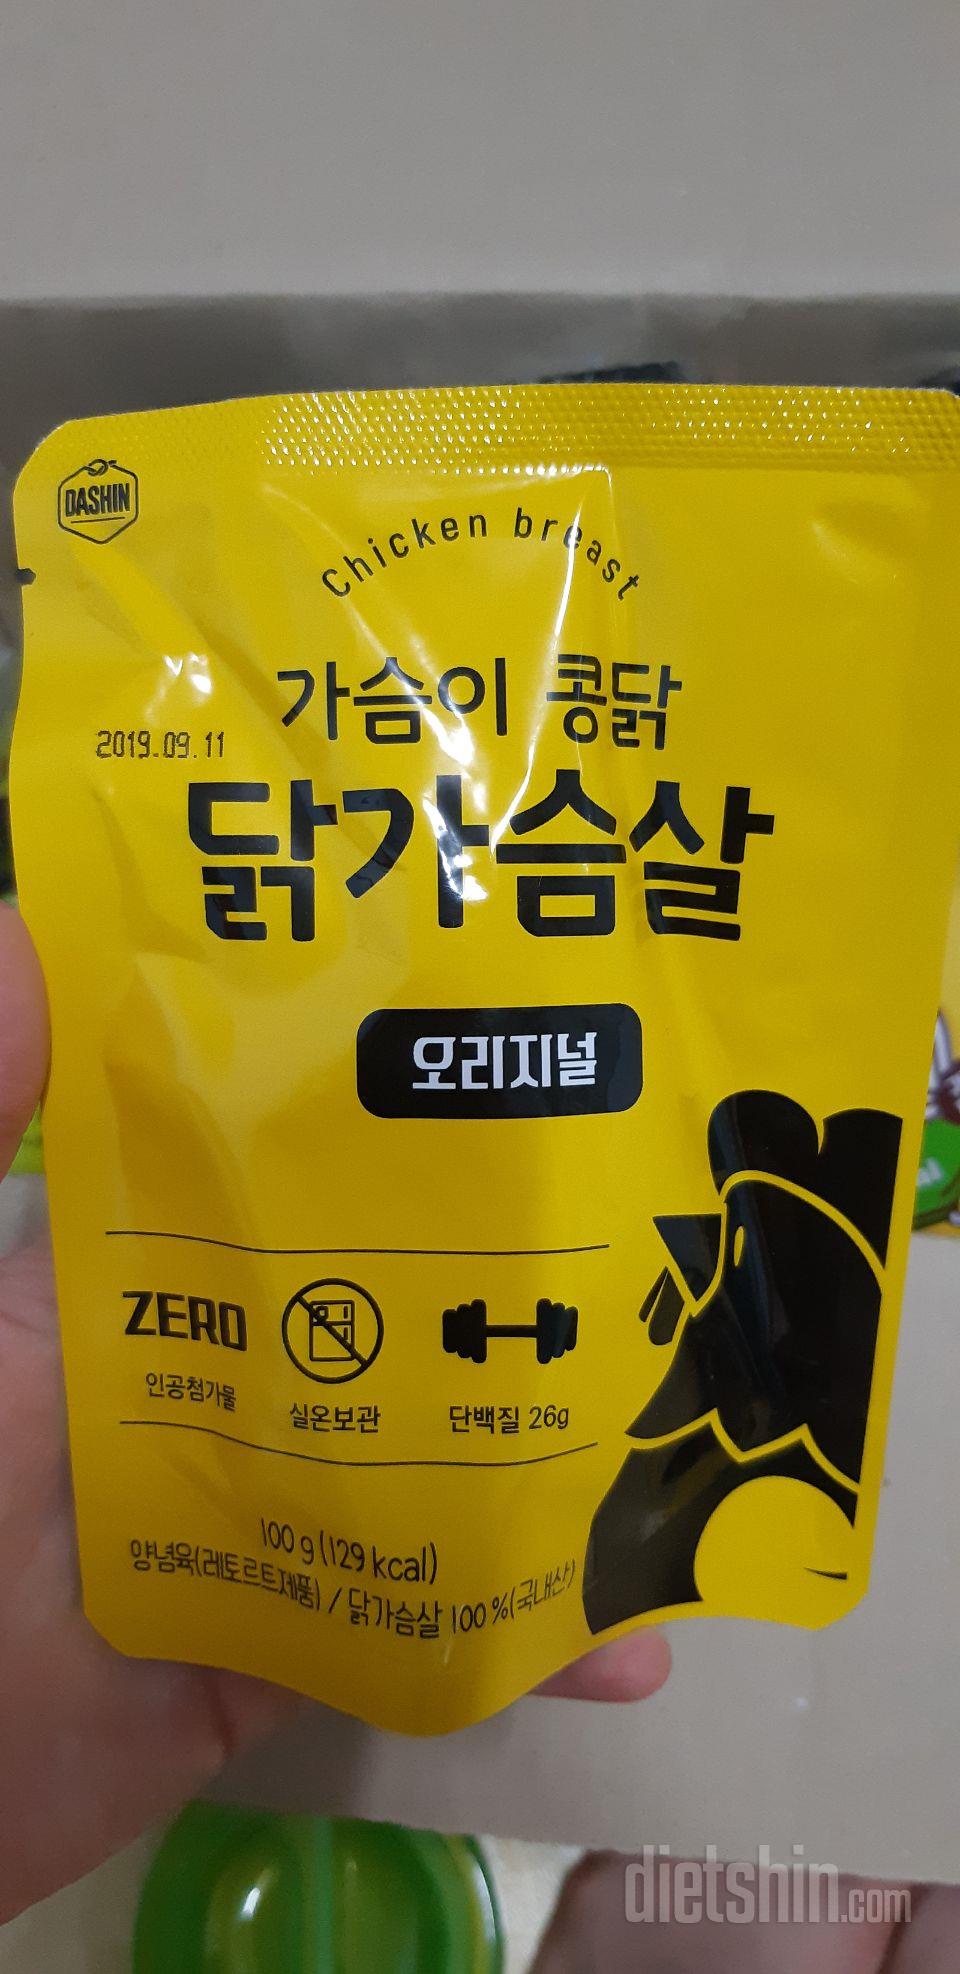 DASHIN
Chicken breast
가슴이 콩닭
2019.09.11
닭가슴살
오리지널
ZERO
인공첨가물
실온보관
단백질 26g
100 g (129 kcal)
양념육(레토르트제품) / 닭가슴살 100 %(국내산)
dietshin.com